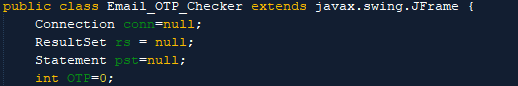 public class Email_OTP_Checker extends javax.swing.JFrame {
Connection conn=null;
ResultSet rs = null;
Statement pst=null;
int OTP=0;